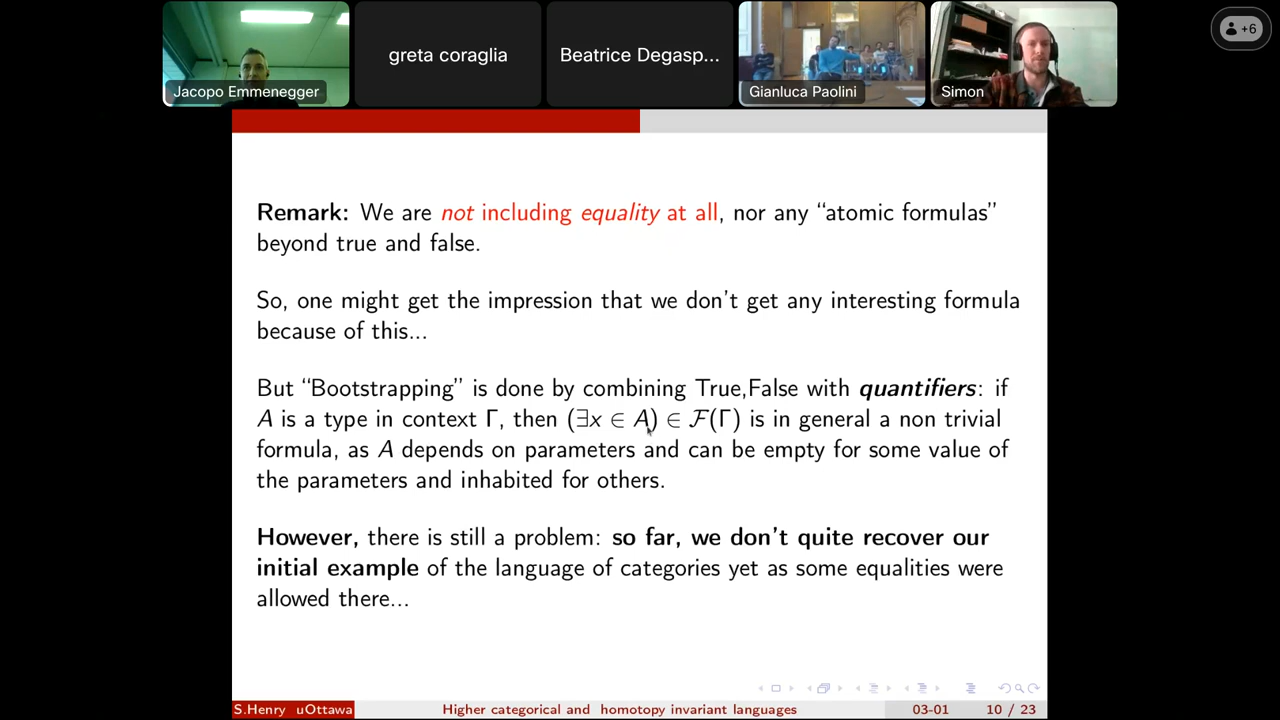 greta coraglia
Beatrice Degasp...
+6
Jacopo Emmenegger
Gianluca Paolini
Simon
Remark: We are not including equality at all, nor any “atomic formulas”
beyond true and false.
So, one might get the impression that we don't get any interesting formula
because of this...
But “Bootstrapping” is done by combining True,False with quantifiers: if
A is a type in context Γ, then (∃x ∈ A) ∈ ℱ(Γ) is in general a non trivial
formula, as A depends on parameters and can be empty for some value of
the parameters and inhabited for others.
However, there is still a problem: so far, we don't quite recover our
initial example of the language of categories yet as some equalities were
allowed there...
S.Henry uOttawa
Higher categorical and homotopy invariant languages
03-01
10 / 23